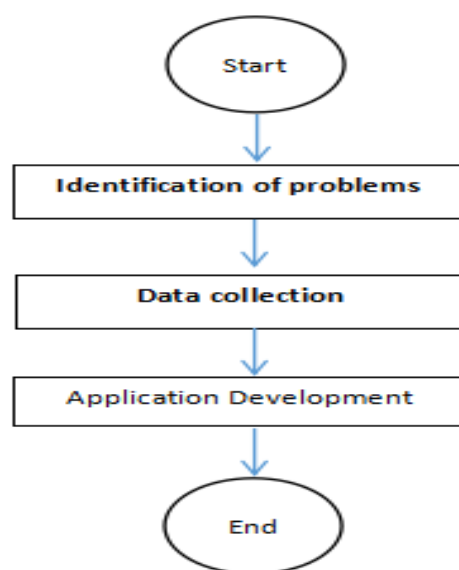 Start
Identification of problems
Data collection
Application Development
End